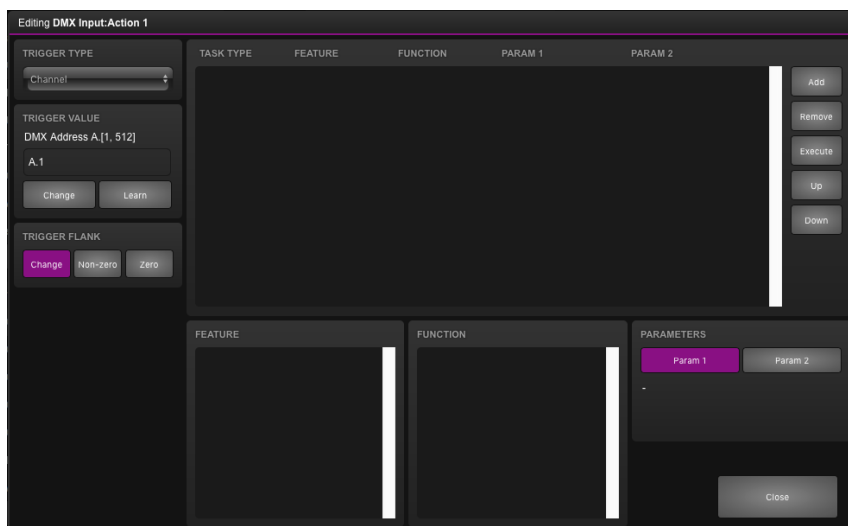 Editing DMX Input:Action 1
TRIGGER TYPE
Channel
TRIGGER VALUE
DMX Address A.[1, 512]
A.1
Change Learn
TRIGGER FLANK
Change Non-zero Zero
TASK TYPE FEATURE FUNCTION PARAM 1 PARAM 2
Add
Remove
Execute
Up
Down
FEATURE
FUNCTION
PARAMETERS
Param 1 Param 2
-
Close